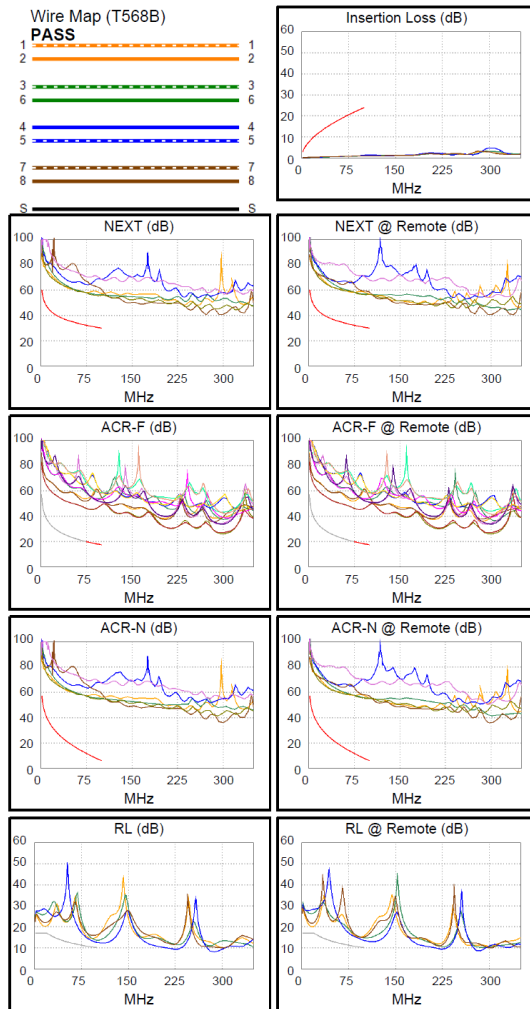 Wire Map (T568B)
PASS
1 1
2 2
3 3
6 6
4 4
5 5
7 7
8 8
S S
Insertion Loss (dB)
60
50
40
30
20
10
0
0 75 150 225 300
MHz
NEXT (dB)
100
80
60
40
20
0
0 75 150 225 300
MHz
NEXT @ Remote (dB)
100
80
60
40
20
0
0 75 150 225 300
MHz
ACR-F (dB)
100
80
60
40
20
0
0 75 150 225 300
MHz
ACR-F @ Remote (dB)
100
80
60
40
20
0
0 75 150 225 300
MHz
ACR-N (dB)
100
80
60
40
20
0
0 75 150 225 300
MHz
ACR-N @ Remote (dB)
100
80
60
40
20
0
0 75 150 225 300
MHz
RL (dB)
60
50
40
30
20
10
0
0 75 150 225 300
MHz
RL @ Remote (dB)
60
50
40
30
20
10
0
0 75 150 225 300
MHz